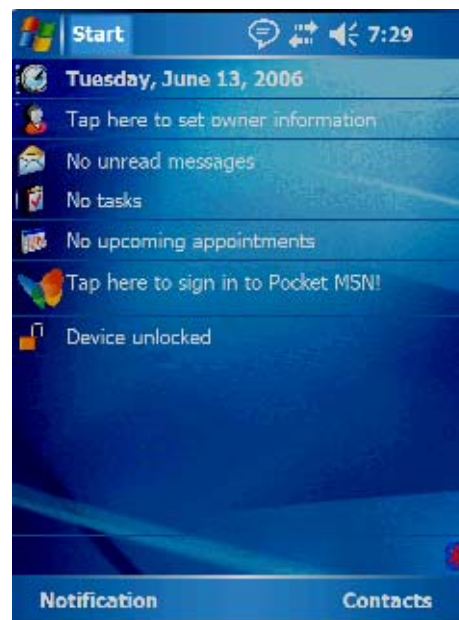 Start 7:29
Tuesday, June 13, 2006
Tap here to set owner information
No unread messages
No tasks
No upcoming appointments
Tap here to sign in to Pocket MSN!
Device unlocked
Notification Contacts